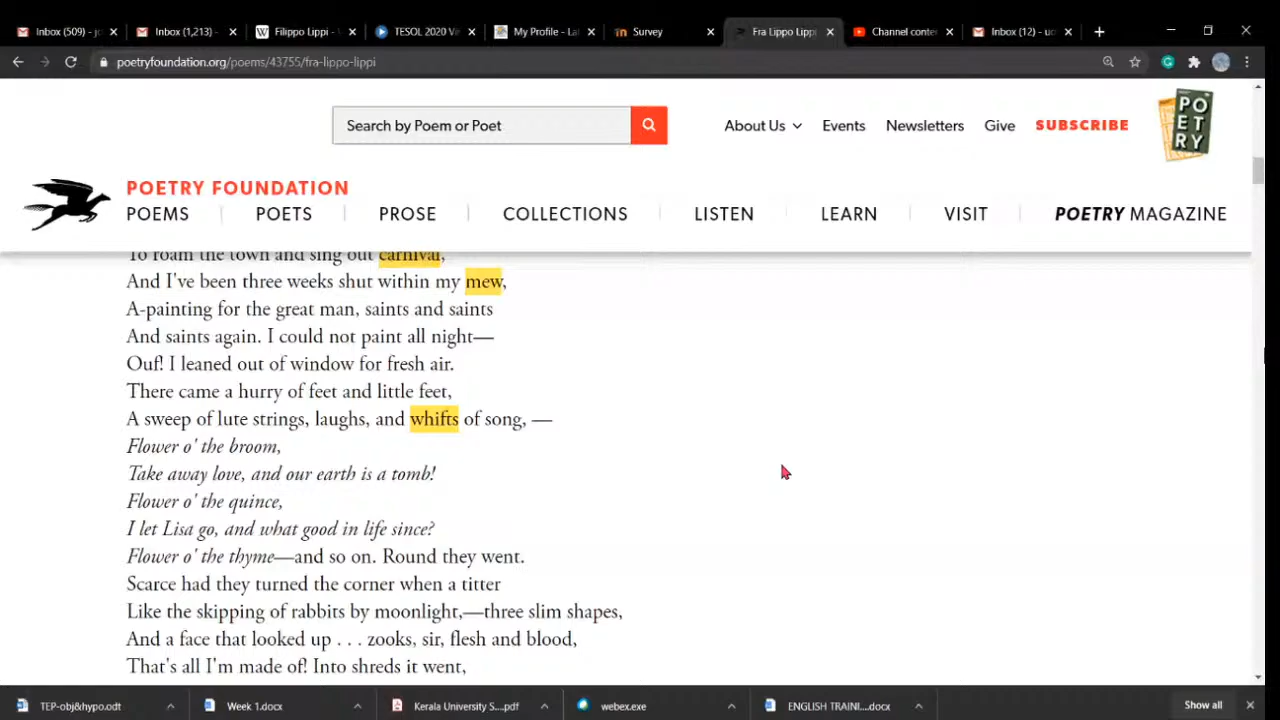 Inbox (509) - jo
Inbox (1,213) -
Filippo Lippi -
TESOL 2020 Vi
My Profile - La
Survey
Fra Lippo Lippi
Channel conte
Inbox (12) - u
poetryfoundation.org/poems/43755/fra-lippo-lippi
Search by Poem or Poet
About Us
Events
Newsletters
Give
SUBSCRIBE
POETRY
POETRY FOUNDATION
POEMS
POETS
PROSE
COLLECTIONS
LISTEN
LEARN
VISIT
POETRY MAGAZINE
To roam the town and sing out carnival,
And I've been three weeks shut within my mew,
A-painting for the great man, saints and saints
And saints again. I could not paint all night—
Ouf! I leaned out of window for fresh air.
There came a hurry of feet and little feet,
A sweep of lute strings, laughs, and whifts of song, —
Flower o' the broom,
Take away love, and our earth is a tomb!
Flower o' the quince,
I let Lisa go, and what good in life since?
Flower o' the thyme—and so on. Round they went.
Scarce had they turned the corner when a titter
Like the skipping of rabbits by moonlight,—three slim shapes,
And a face that looked up . . . zooks, sir, flesh and blood,
That's all I'm made of! Into shreds it went,
TEP-obj&hypo.odt
Week 1.docx
Kerala University S....pdf
webex.exe
ENGLISH TRAINI....docx
Show all